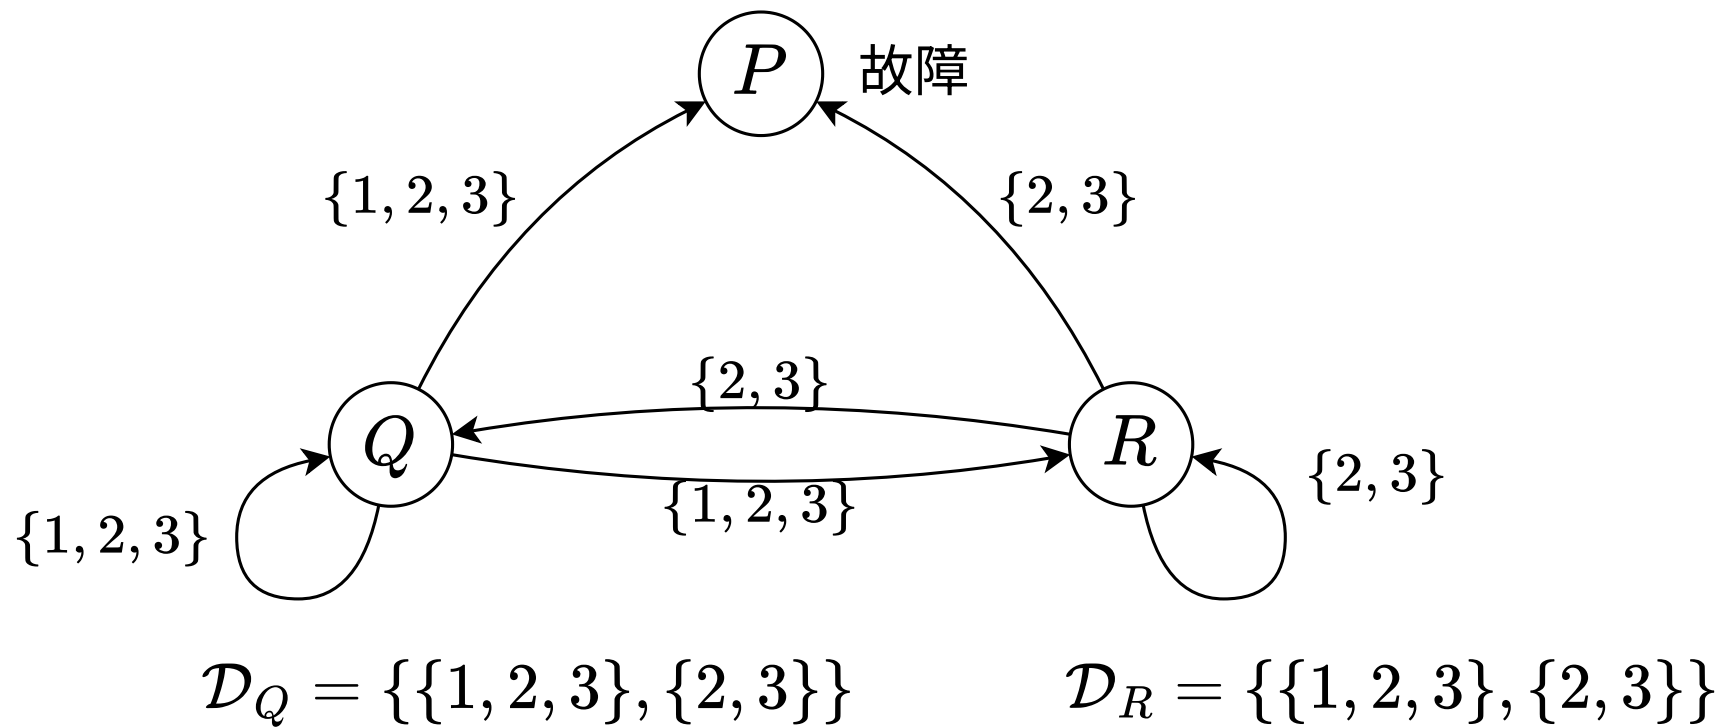 P 故障
{1, 2, 3} {2, 3}
{2, 3}
Q R
{1, 2, 3}
{2, 3}
{1, 2, 3}
𝒟_Q = {{1, 2, 3}, {2, 3}} 𝒟_R = {{1, 2, 3}, {2, 3}}